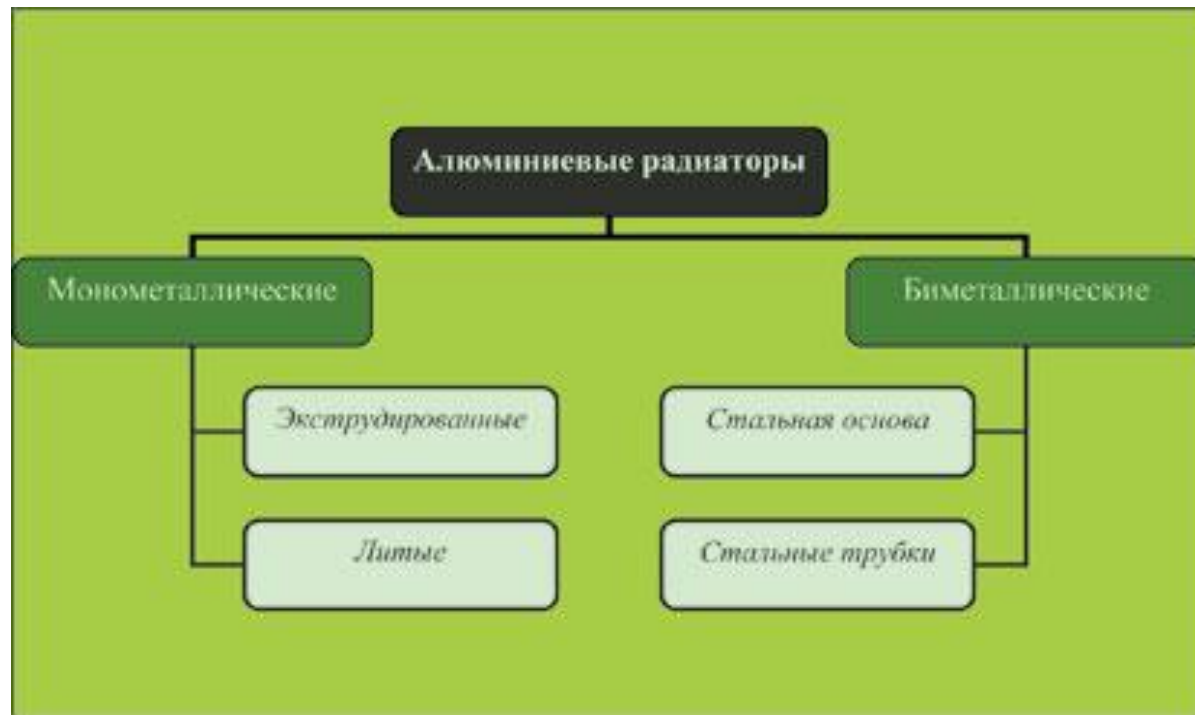 Алюминиевые радиаторы
Монометаллические
Биметаллические
Экструдированные
Стальная основа
Литые
Стальные трубки